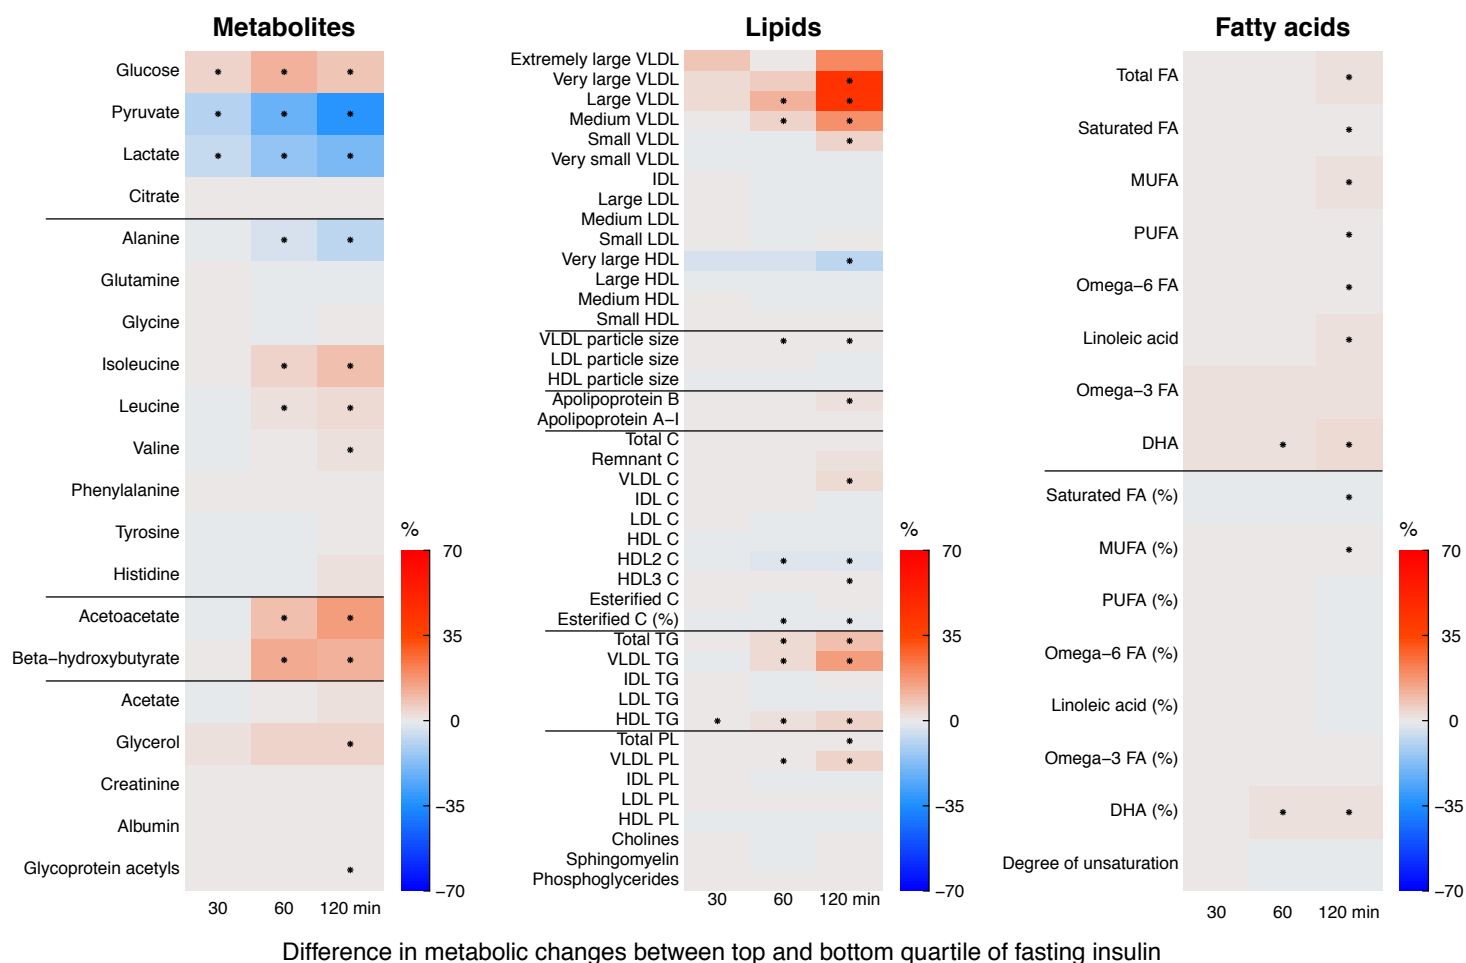 Metabolites
Glucose
Pyruvate
Lactate
Citrate
Alanine
Glutamine
Glycine
Isoleucine
Leucine
Valine
Phenylalanine
Tyrosine
Histidine
Acetoacetate
Beta−hydroxybutyrate
Acetate
Glycerol
Creatinine
Albumin
Glycoprotein acetyls
30 60 120 min
%
70
35
0
−35
−70
Lipids
Extremely large VLDL
Very large VLDL
Large VLDL
Medium VLDL
Small VLDL
Very small VLDL
IDL
Large LDL
Medium LDL
Small LDL
Very large HDL
Large HDL
Medium HDL
Small HDL
VLDL particle size
LDL particle size
HDL particle size
Apolipoprotein B
Apolipoprotein A−I
Total C
Remnant C
VLDL C
IDL C
LDL C
HDL C
HDL2 C
HDL3 C
Esterified C
Esterified C (%)
Total TG
VLDL TG
IDL TG
LDL TG
HDL TG
Total PL
VLDL PL
IDL PL
LDL PL
HDL PL
Cholines
Sphingomyelin
Phosphoglycerides
30 60 120 min
%
70
35
0
−35
−70
Fatty acids
Total FA
Saturated FA
MUFA
PUFA
Omega−6 FA
Linoleic acid
Omega−3 FA
DHA
Saturated FA (%)
MUFA (%)
PUFA (%)
Omega−6 FA (%)
Linoleic acid (%)
Omega−3 FA (%)
DHA (%)
Degree of unsaturation
30 60 120 min
%
70
35
0
−35
−70
Difference in metabolic changes between top and bottom quartile of fasting insulin